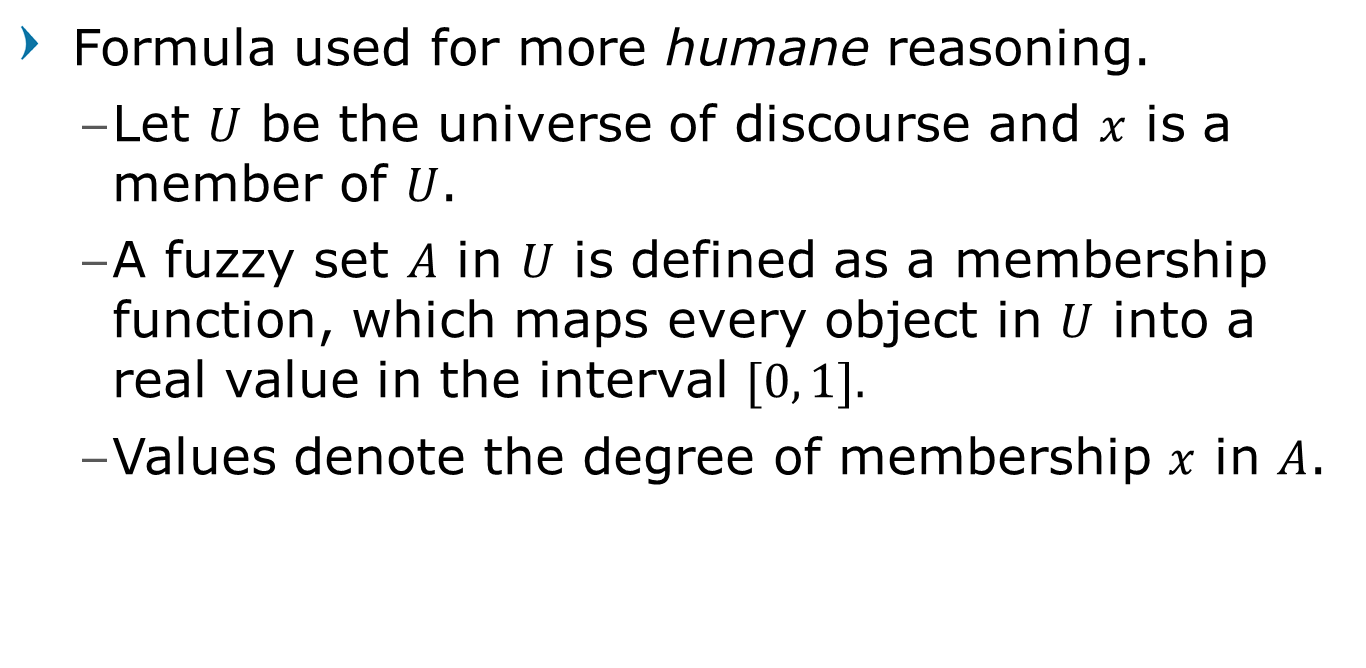 Formula used for more humane reasoning.
–Let U be the universe of discourse and x is a
member of U.
–A fuzzy set A in U is defined as a membership
function, which maps every object in U into a
real value in the interval [0, 1].
–Values denote the degree of membership x in A.